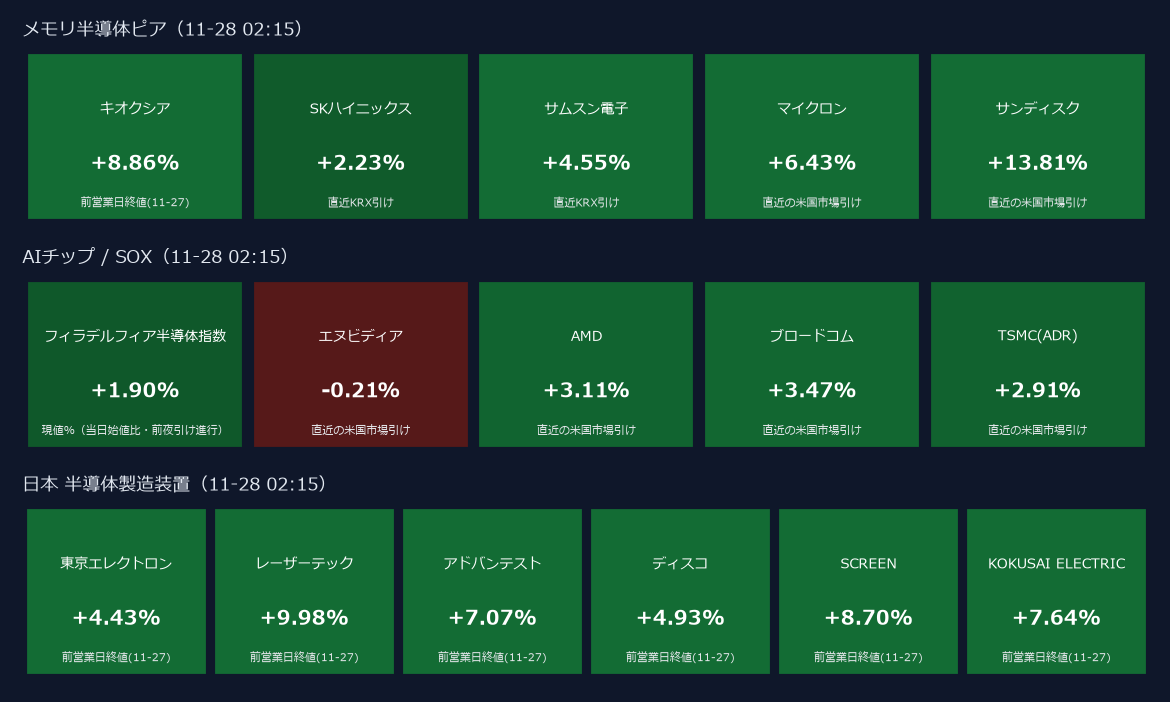 メモリ半導体ピア（11-28 02:15）
キオクシア
+8.86%
前営業日終値(11-27)
SKハイニックス
+2.23%
直近KRX引け
サムスン電子
+4.55%
直近KRX引け
マイクロン
+6.43%
直近の米国市場引け
サンディスク
+13.81%
直近の米国市場引け
AIチップ / SOX（11-28 02:15）
フィラデルフィア半導体指数
+1.90%
現値%（当日始値比・前夜引け進行）
エヌビディア
-0.21%
直近の米国市場引け
AMD
+3.11%
直近の米国市場引け
ブロードコム
+3.47%
直近の米国市場引け
TSMC(ADR)
+2.91%
直近の米国市場引け
日本 半導体製造装置（11-28 02:15）
東京エレクトロン
+4.43%
前営業日終値(11-27)
レーザーテック
+9.98%
前営業日終値(11-27)
アドバンテスト
+7.07%
前営業日終値(11-27)
ディスコ
+4.93%
前営業日終値(11-27)
SCREEN
+8.70%
前営業日終値(11-27)
KOKUSAI ELECTRIC
+7.64%
前営業日終値(11-27)